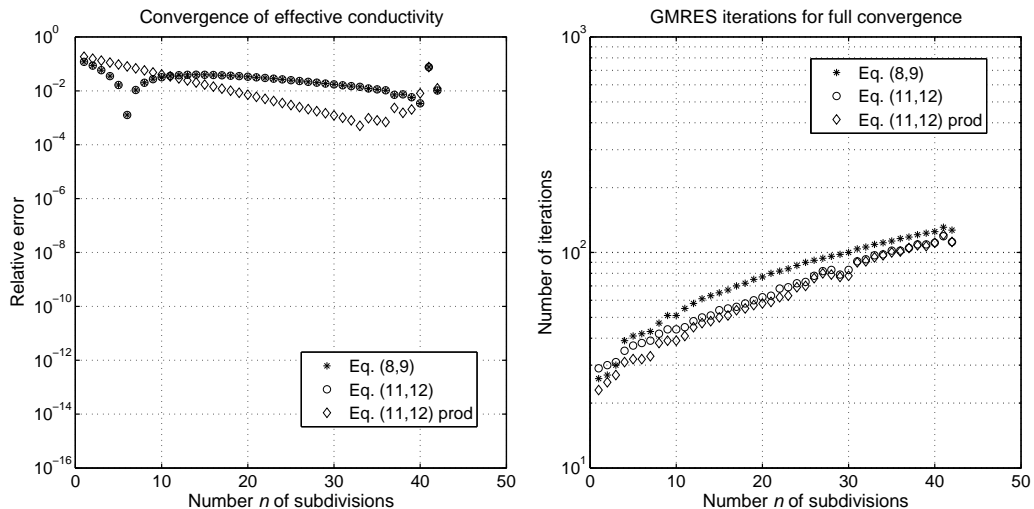 Convergence of effective conductivity
Relative error
10^0
10^−2
10^−4
10^−6
10^−8
10^−10
10^−12
10^−14
10^−16
Eq. (8,9)
Eq. (11,12)
Eq. (11,12) prod
0 10 20 30 40 50
Number n of subdivisions
GMRES iterations for full convergence
Number of iterations
10^3
10^2
10^1
Eq. (8,9)
Eq. (11,12)
Eq. (11,12) prod
0 10 20 30 40 50
Number n of subdivisions